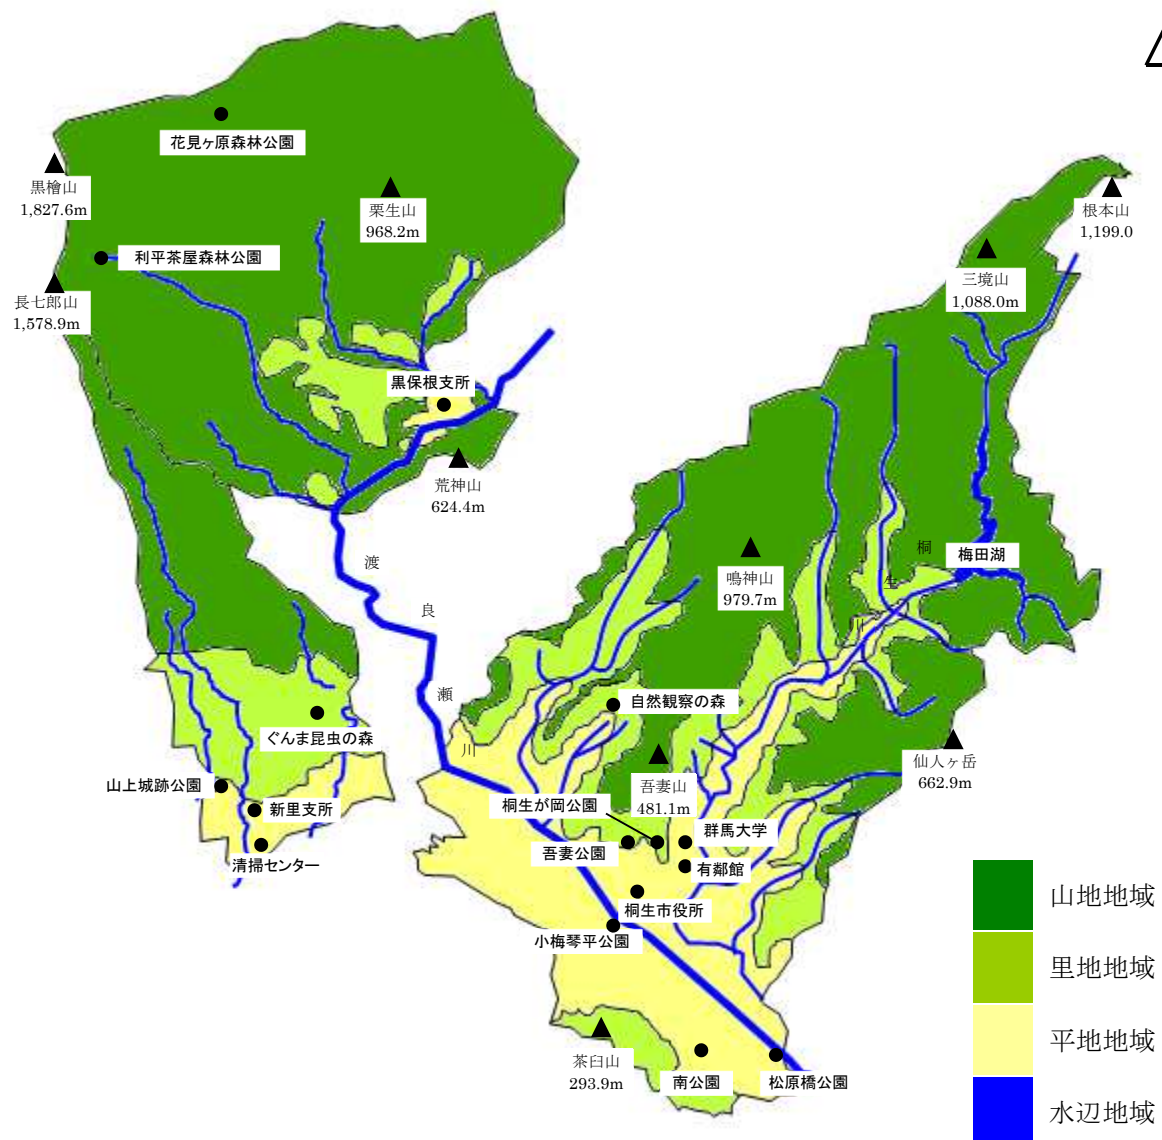 花見ヶ原森林公園
黒檜山
1,827.6m
栗生山
968.2m
根本山
1,199.0
利平茶屋森林公園
三境山
1,088.0m
長七郎山
1,578.9m
黒保根支所
荒神山
624.4m
渡
良
瀬
川
桐
生
川
梅田湖
鳴神山
979.7m
自然観察の森
ぐんま昆虫の森
仙人ヶ岳
662.9m
吾妻山
481.1m
山上城跡公園
新里支所
清掃センター
桐生が岡公園
群馬大学
吾妻公園
有鄰館
桐生市役所
小梅琴平公園
茶臼山
293.9m
南公園
松原橋公園
山地地域
里地地域
平地地域
水辺地域